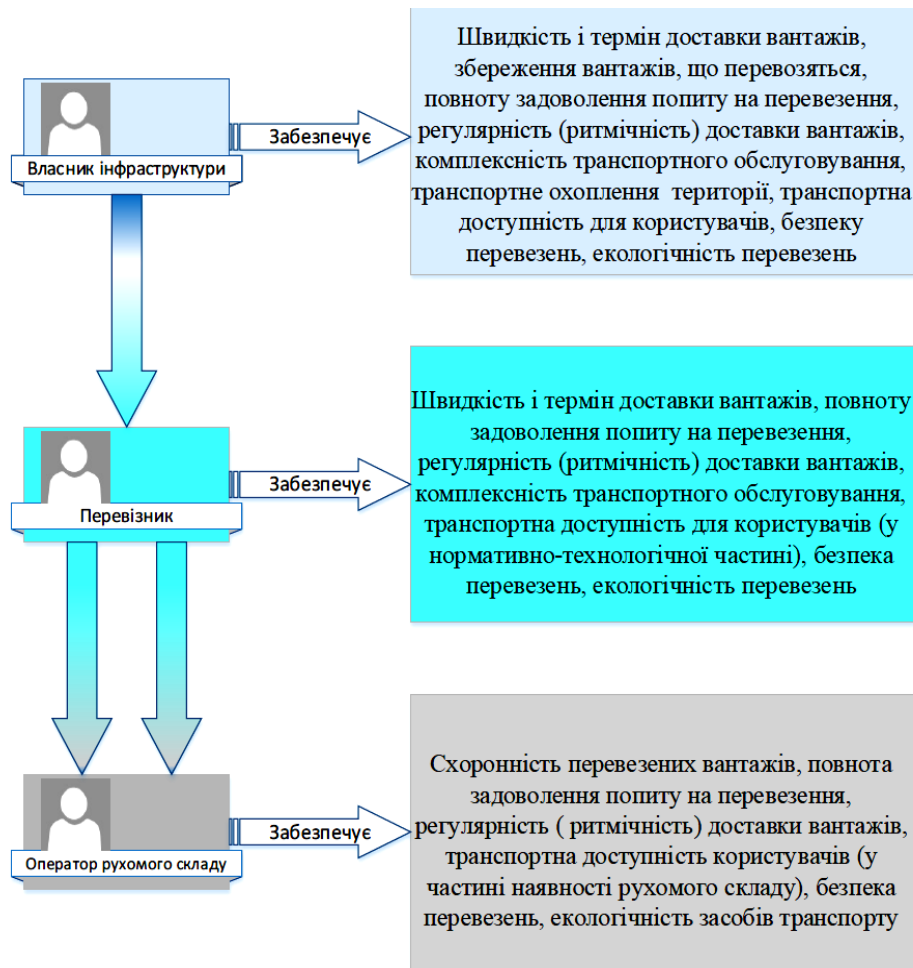 Власник інфраструктури
Забезпечує
Швидкість і термін доставки вантажів,
збереження вантажів, що перевозяться,
повноту задоволення попиту на перевезення,
регулярність (ритмічність) доставки вантажів,
комплексність транспортного обслуговування,
транспортне охоплення  території, транспортна
доступність для користувачів, безпеку
перевезень, екологічність перевезень
Перевізник
Забезпечує
Швидкість і термін доставки вантажів, повноту
задоволення попиту на перевезення,
регулярність (ритмічність) доставки вантажів,
комплексність транспортного обслуговування,
транспортна доступність для користувачів (у
нормативно-технологічної частині), безпека
перевезень, екологічність перевезень
Оператор рухомого складу
Забезпечує
Схоронність перевезених вантажів, повнота
задоволення попиту на перевезення,
регулярність ( ритмічність) доставки вантажів,
транспортна доступність користувачів (у
частині наявності рухомого складу), безпека
перевезень, екологічність засобів транспорту